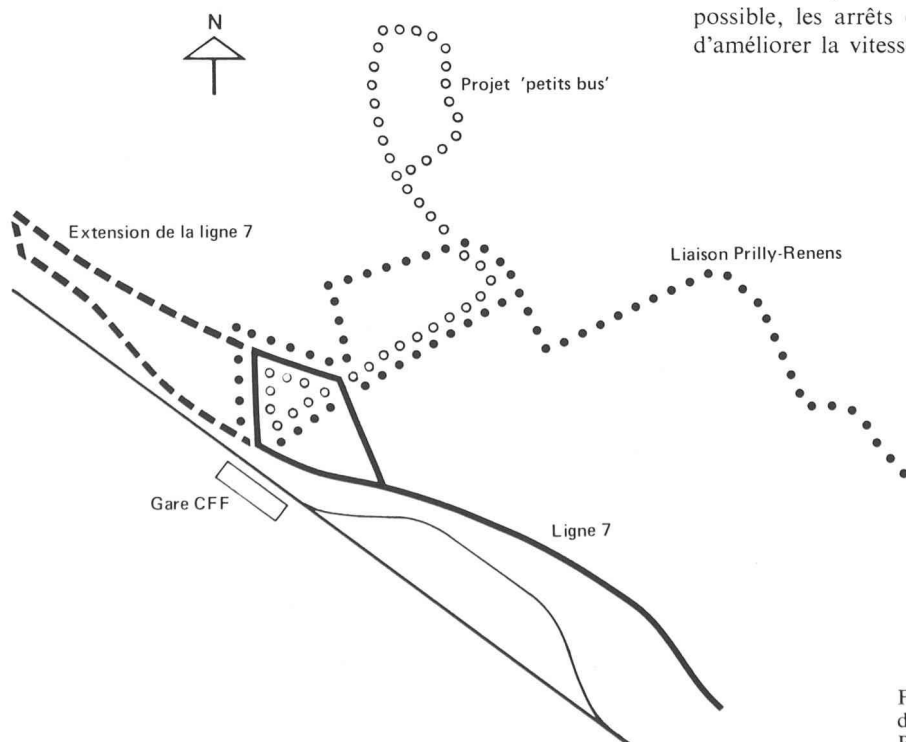 possible, les arrêts
d'améliorer la vitess
N
Projet 'petits bus'
Extension de la ligne 7
Liaison Prilly-Renens
Gare CFF
Ligne 7